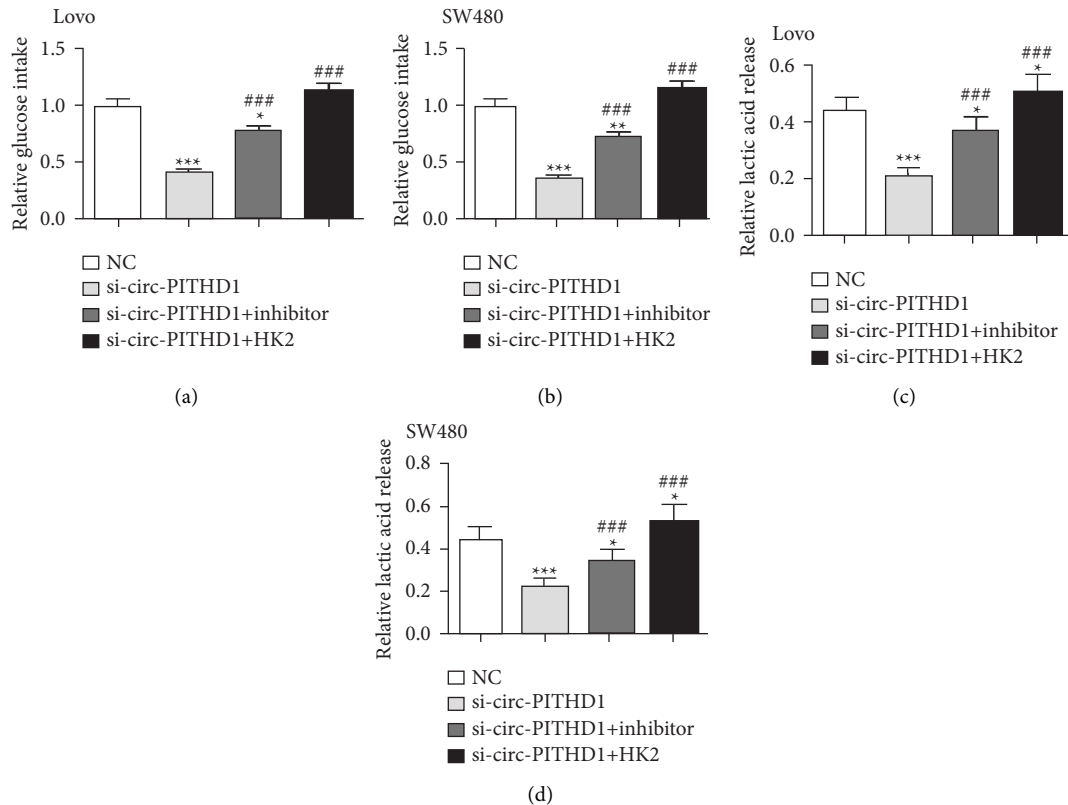 Lovo
Relative glucose intake
1.5
1.0
0.5
0.0
***
###
*
###
NC
si-circ-PITHD1
si-circ-PITHD1+inhibitor
si-circ-PITHD1+HK2
(a)
SW480
Relative glucose intake
1.5
1.0
0.5
0.0
***
###
**
###
NC
si-circ-PITHD1
si-circ-PITHD1+inhibitor
si-circ-PITHD1+HK2
(b)
Lovo
Relative lactic acid release
0.6
0.4
0.2
0.0
***
###
*
###
*
NC
si-circ-PITHD1
si-circ-PITHD1+inhibitor
si-circ-PITHD1+HK2
(c)
SW480
Relative lactic acid release
0.8
0.6
0.4
0.2
0.0
***
###
*
###
*
NC
si-circ-PITHD1
si-circ-PITHD1+inhibitor
si-circ-PITHD1+HK2
(d)